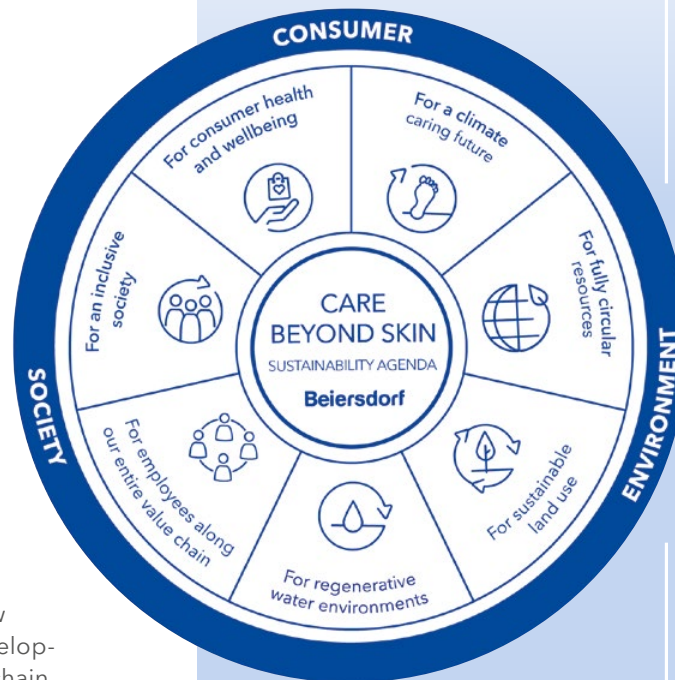 CONSUMER
For consumer health
and wellbeing
For a climate
caring future
For fully circular
resources
ENVIRONMENT
For sustainable
land use
For regenerative
water environments
For employees along
our entire value chain
SOCIETY
For an inclusive
society
CARE
BEYOND SKIN
SUSTAINABILITY AGENDA
Beiersdorf